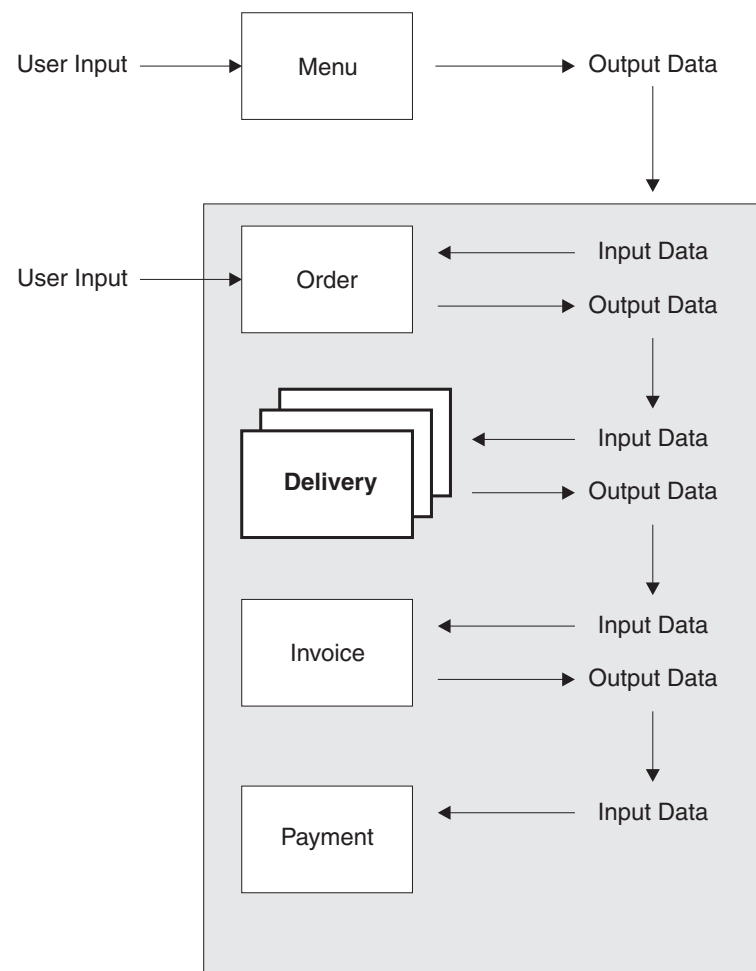 User Input
Menu
Output Data
Input Data
User Input
Order
Output Data
Input Data
Delivery
Output Data
Input Data
Invoice
Output Data
Input Data
Payment